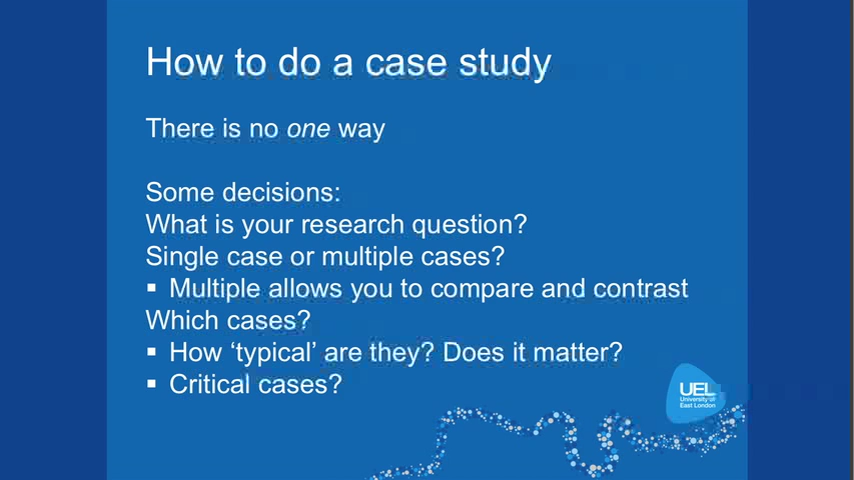 How to do a case study
There is no one way
Some decisions:
What is your research question?
Single case or multiple cases?
▪ Multiple allows you to compare and contrast
Which cases?
▪ How ‘typical’ are they? Does it matter?
▪ Critical cases?
UEL
University of
East London